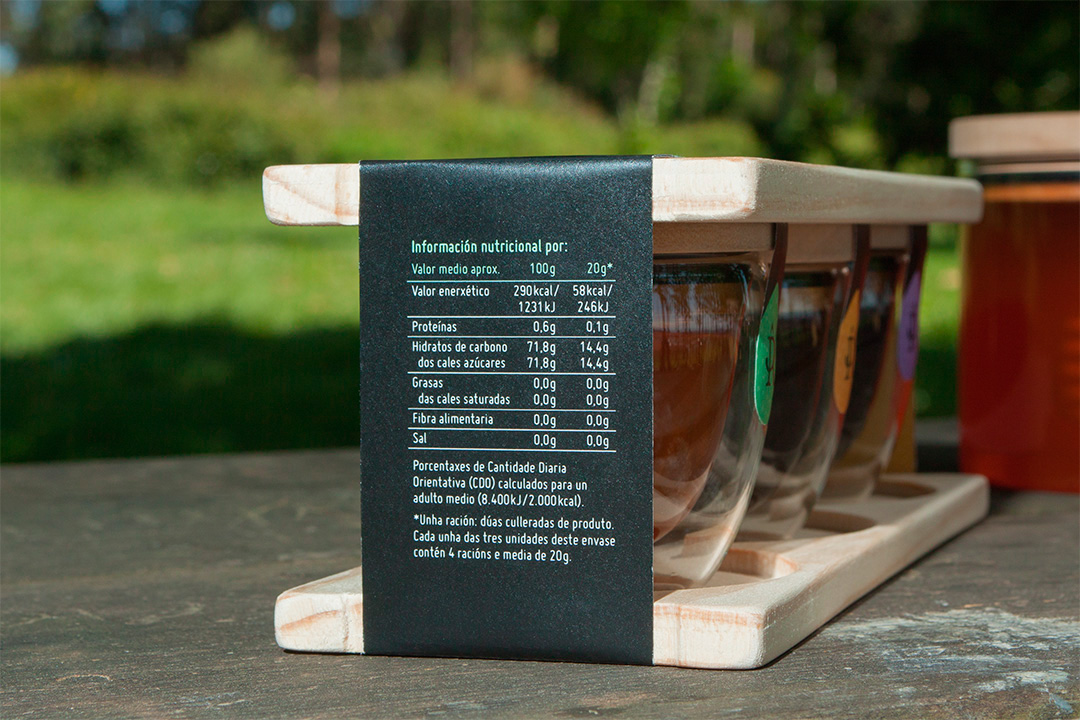 Información nutricional por:
Valor medio aprox. 100g 20g*
Valor enerxético 290kcal/ 58kcal/
1231kJ 246kJ
Proteínas 0,6g 0,1g
Hidratos de carbono 71,8g 14,4g
dos cales azúcares 71,8g 14,4g
Grasas 0,0g 0,0g
das cales saturadas 0,0g 0,0g
Fibra alimentaria 0,0g 0,0g
Sal 0,0g 0,0g
Porcentaxes de Cantidade Diaria
Orientativa (CDO) calculados para un
adulto medio (8.400kJ/2.000kcal).
*Unha ración: dúas culleradas de produto.
Cada unha das tres unidades deste envase
contén 4 racións e media de 20g.